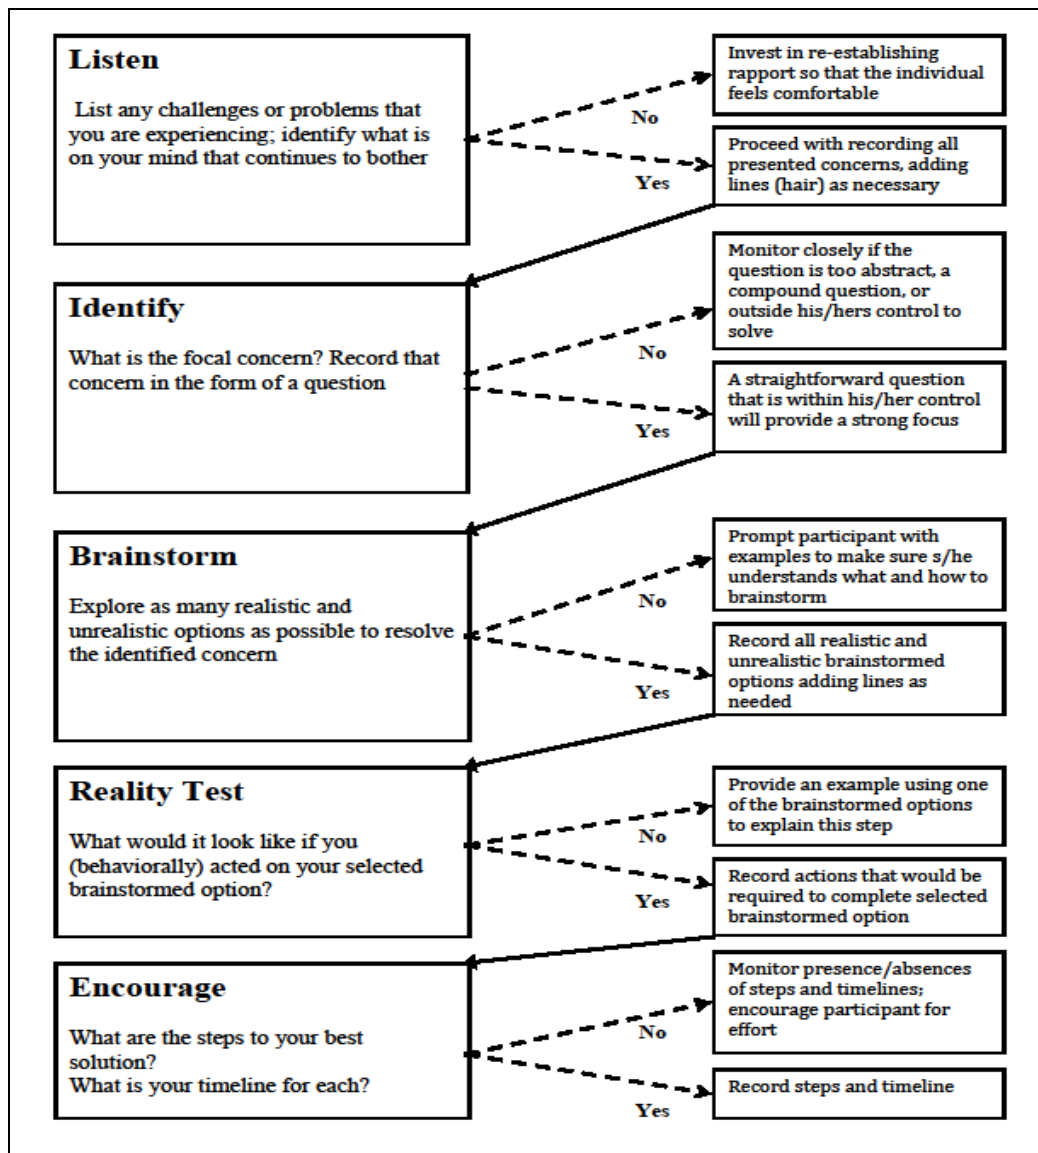 Listen
List any challenges or problems that
you are experiencing; identify what is
on your mind that continues to bother
No
Yes
Invest in re-establishing
rapport so that the individual
feels comfortable
Proceed with recording all
presented concerns, adding
lines (hair) as necessary
Identify
What is the focal concern? Record that
concern in the form of a question
No
Yes
Monitor closely if the
question is too abstract, a
compound question, or
outside his/hers control to
solve
A straightforward question
that is within his/her control
will provide a strong focus
Brainstorm
Explore as many realistic and
unrealistic options as possible to resolve
the identified concern
No
Yes
Prompt participant with
examples to make sure s/he
understands what and how to
brainstorm
Record all realistic and
unrealistic brainstormed
options adding lines as
needed
Reality Test
What would it look like if you
(behaviorally) acted on your selected
brainstormed option?
No
Yes
Provide an example using one
of the brainstormed options
to explain this step
Record actions that would be
required to complete selected
brainstormed option
Encourage
What are the steps to your best
solution?
What is your timeline for each?
No
Yes
Monitor presence/absences
of steps and timelines;
encourage participant for
effort
Record steps and timeline